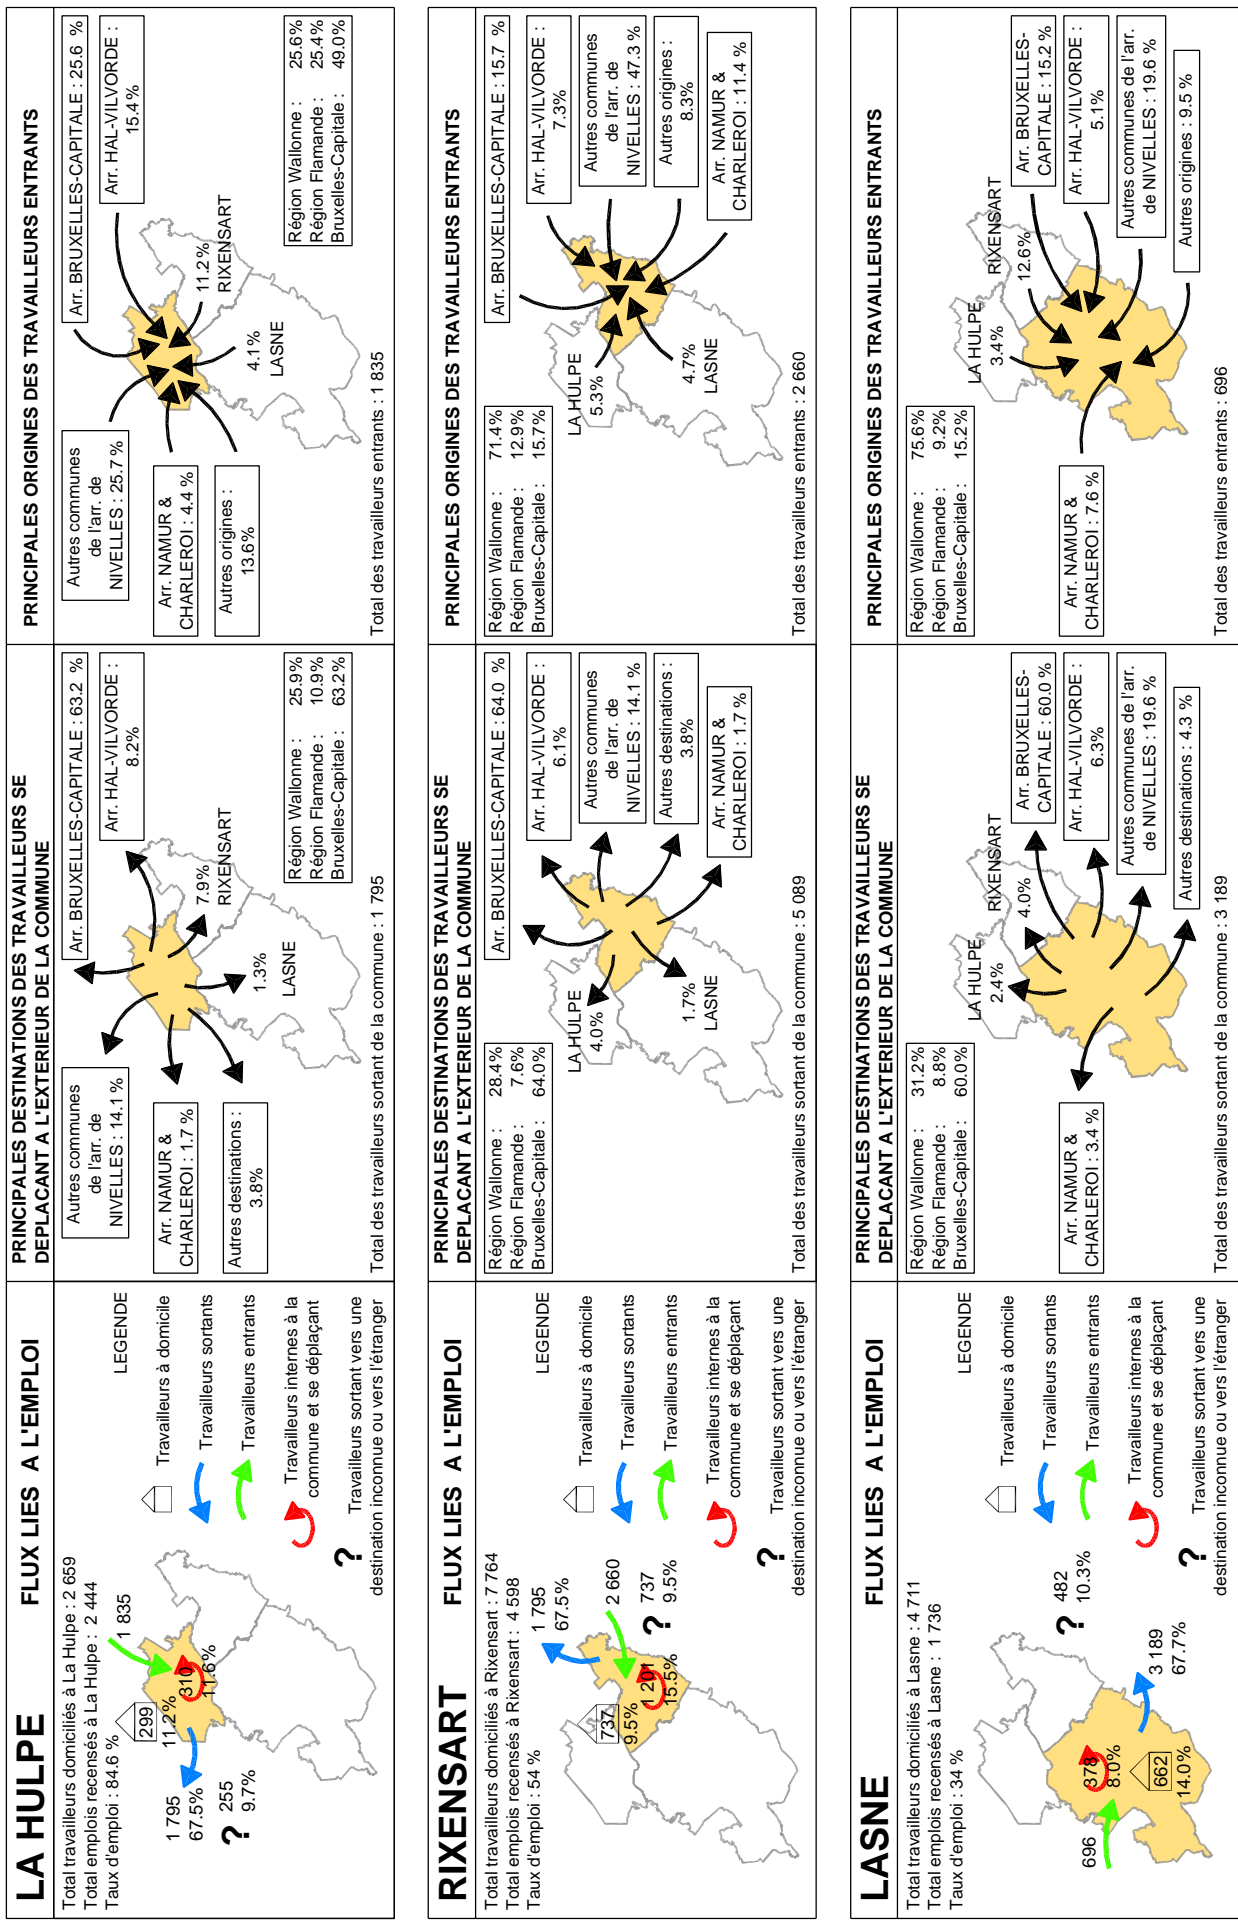 LA HULPE
FLUX LIES A L'EMPLOI
Total travailleurs domiciliés à La Hulpe : 2 659
Total emplois recensés à La Hulpe : 2 444
Taux d'emploi : 84.6 %
1 835
299
11.2%
310
11.6%
1 795
67.5%
? 255
9.7%
LEGENDE
Travailleurs à domicile
Travailleurs sortants
Travailleurs entrants
Travailleurs internes à la
commune et se déplaçant
? Travailleurs sortant vers une
destination inconnue ou vers l'étranger
PRINCIPALES DESTINATIONS DES TRAVAILLEURS SE
DEPLACANT A L'EXTERIEUR DE LA COMMUNE
Autres communes
de l'arr. de
NIVELLES : 14.1 %
Arr. BRUXELLES-CAPITALE : 63.2 %
Arr. HAL-VILVORDE :
8.2%
Arr. NAMUR &
CHARLEROI : 1.7 %
7.9%
RIXENSART
Autres destinations :
3.8%
1.3%
LASNE
Région Wallonne : 25.9%
Région Flamande : 10.9%
Bruxelles-Capitale : 63.2%
Total des travailleurs sortant de la commune : 1 795
PRINCIPALES ORIGINES DES TRAVAILLEURS ENTRANTS
Autres communes
de l'arr. de
NIVELLES : 25.7 %
Arr. BRUXELLES-CAPITALE : 25.6 %
Arr. HAL-VILVORDE :
15.4%
Arr. NAMUR &
CHARLEROI : 4.4 %
11.2%
RIXENSART
Autres origines :
13.6%
4.1%
LASNE
Région Wallonne : 25.6%
Région Flamande : 25.4%
Bruxelles-Capitale : 49.0%
Total des travailleurs entrants : 1 835
RIXENSART
FLUX LIES A L'EMPLOI
Total travailleurs domiciliés à Rixensart : 7 764
Total emplois recensés à Rixensart : 4 598
Taux d'emploi : 54 %
1 795
67.5%
2 660
737
9.5%
1 201
15.5%
? 737
9.5%
LEGENDE
Travailleurs à domicile
Travailleurs sortants
Travailleurs entrants
Travailleurs internes à la
commune et se déplaçant
? Travailleurs sortant vers une
destination inconnue ou vers l'étranger
PRINCIPALES DESTINATIONS DES TRAVAILLEURS SE
DEPLACANT A L'EXTERIEUR DE LA COMMUNE
Région Wallonne : 28.4%
Région Flamande : 7.6%
Bruxelles-Capitale : 64.0%
Arr. BRUXELLES-CAPITALE : 64.0 %
Arr. HAL-VILVORDE :
6.1%
LA HULPE
4.0%
Autres communes
de l'arr. de
NIVELLES : 14.1 %
Autres destinations :
3.8%
1.7%
LASNE
Arr. NAMUR &
CHARLEROI : 1.7 %
Total des travailleurs sortant de la commune : 5 089
PRINCIPALES ORIGINES DES TRAVAILLEURS ENTRANTS
Région Wallonne : 71.4%
Région Flamande : 12.9%
Bruxelles-Capitale : 15.7%
Arr. BRUXELLES-CAPITALE : 15.7 %
Arr. HAL-VILVORDE :
7.3%
LA HULPE
5.3%
Autres communes
de l'arr. de
NIVELLES : 47.3 %
Autres origines :
8.3%
4.7%
LASNE
Arr. NAMUR &
CHARLEROI : 11.4 %
Total des travailleurs entrants : 2 660
LASNE
FLUX LIES A L'EMPLOI
Total travailleurs domiciliés à Lasne : 4 711
Total emplois recensés à Lasne : 1 736
Taux d'emploi : 34 %
? 482
10.3%
378
8.0%
696
662
14.0%
3 189
67.7%
LEGENDE
Travailleurs à domicile
Travailleurs sortants
Travailleurs entrants
Travailleurs internes à la
commune et se déplaçant
? Travailleurs sortant vers une
destination inconnue ou vers l'étranger
PRINCIPALES DESTINATIONS DES TRAVAILLEURS SE
DEPLACANT A L'EXTERIEUR DE LA COMMUNE
Région Wallonne : 31.2%
Région Flamande : 8.8%
Bruxelles-Capitale : 60.0%
LA HULPE
2.4%
RIXENSART
4.0%
Arr. BRUXELLES-
CAPITALE : 60.0 %
Arr. HAL-VILVORDE :
6.3%
Autres communes de l'arr.
de NIVELLES : 19.6 %
Arr. NAMUR &
CHARLEROI : 3.4 %
Autres destinations : 4.3 %
Total des travailleurs sortant de la commune : 3 189
PRINCIPALES ORIGINES DES TRAVAILLEURS ENTRANTS
Région Wallonne : 75.6%
Région Flamande : 9.2%
Bruxelles-Capitale : 15.2%
LA HULPE
3.4%
RIXENSART
12.6%
Arr. BRUXELLES-
CAPITALE : 15.2 %
Arr. HAL-VILVORDE :
5.1%
Autres communes de l'arr.
de NIVELLES : 19.6 %
Arr. NAMUR &
CHARLEROI : 7.6 %
Autres origines : 9.5 %
Total des travailleurs entrants : 696